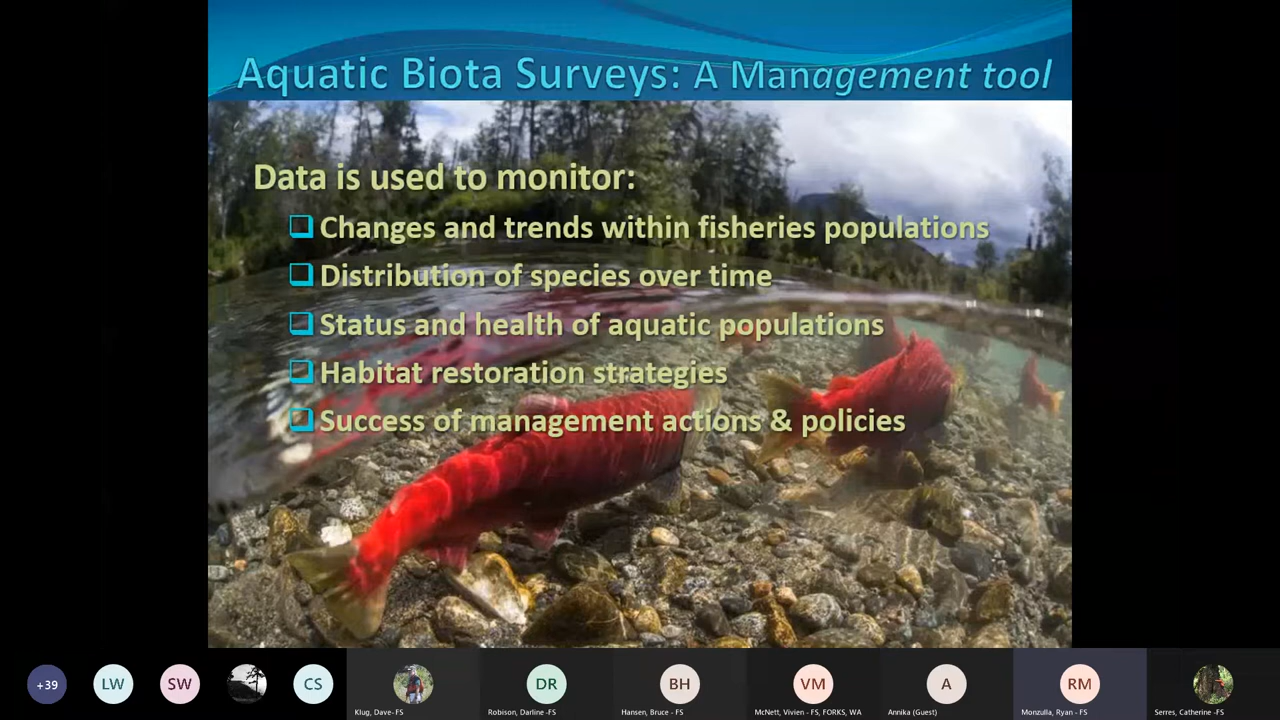 Aquatic Biota Surveys: A Management tool
Data is used to monitor:
Changes and trends within fisheries populations
Distribution of species over time
Status and health of aquatic populations
Habitat restoration strategies
Success of management actions & policies
+39
LW
SW
CS
DR
BH
VM
A
RM
Klug, Dave-FS
Robison, Darline -FS
Hansen, Bruce - FS
McNett, Vivien - FS, FORKS, WA
Annika (Guest)
Monzulla, Ryan - FS
Serres, Catherine -FS